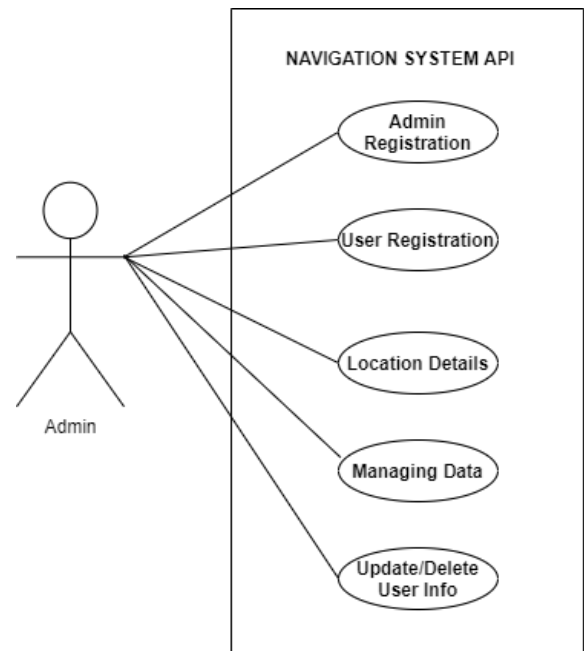 NAVIGATION SYSTEM API
Admin
Registration
User Registration
Location Details
Admin
Managing Data
Update/Delete
User Info